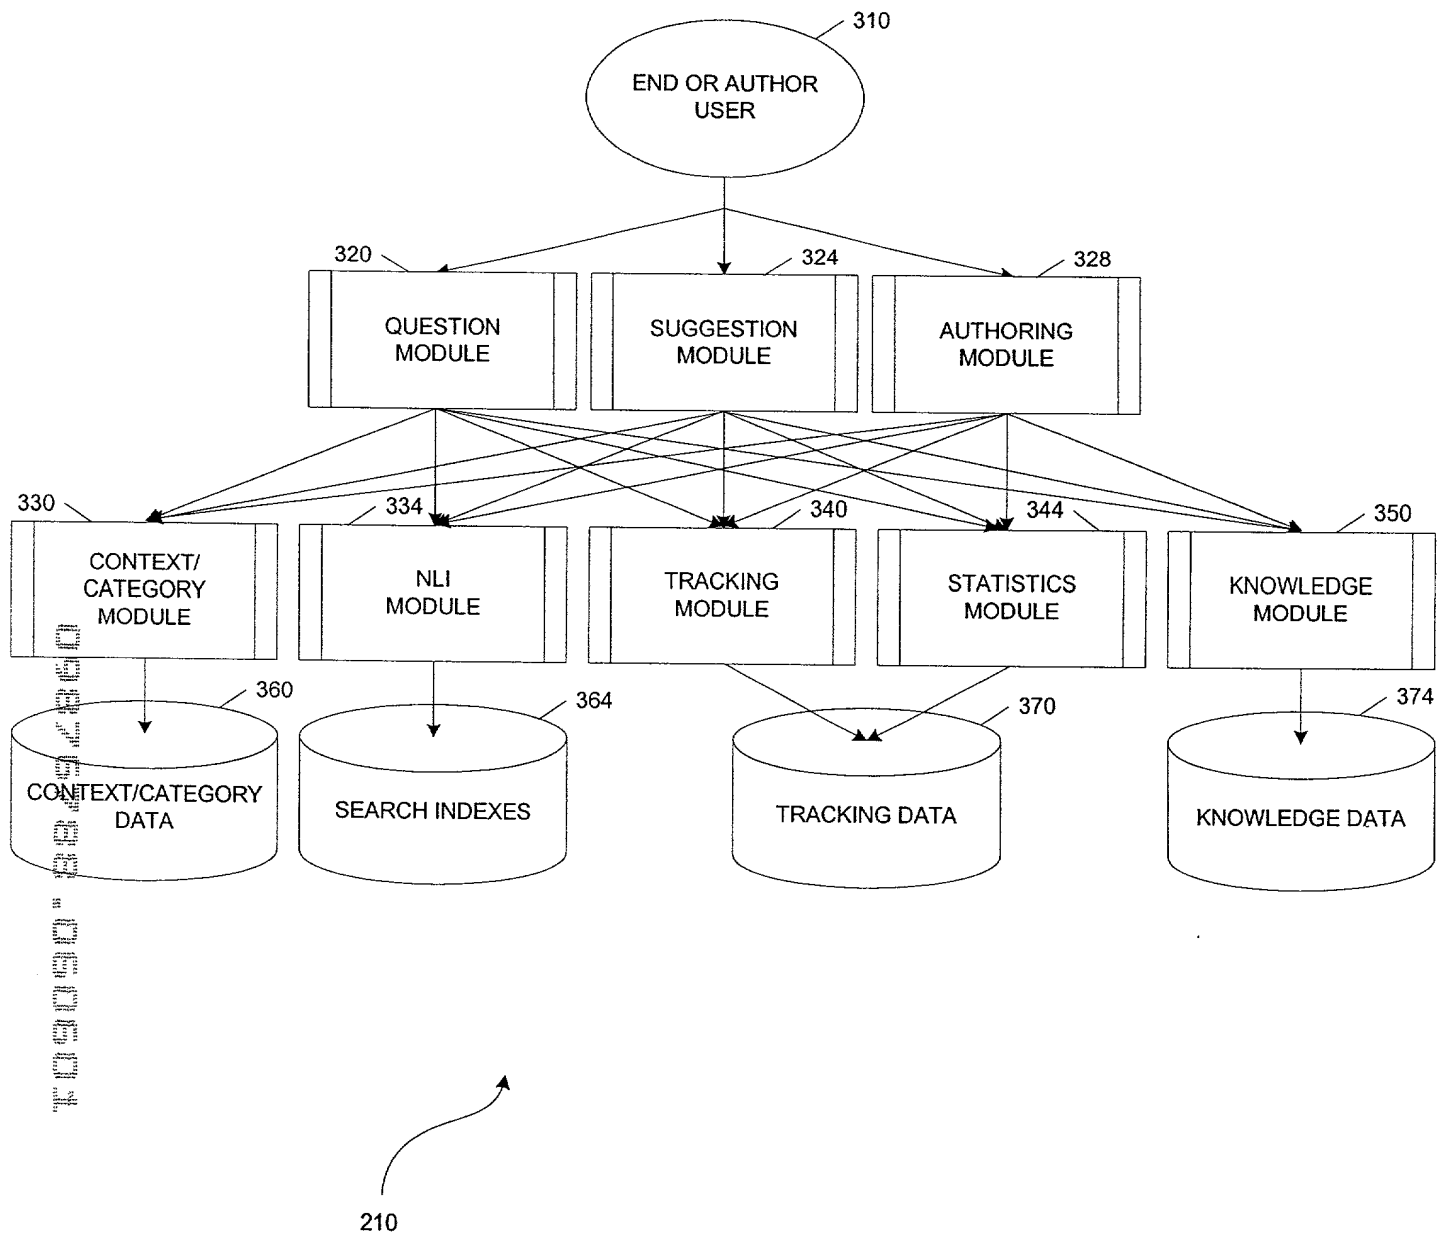 310
END OR AUTHOR
USER
320
324
328
QUESTION
MODULE
SUGGESTION
MODULE
AUTHORING
MODULE
330
334
340
344
350
CONTEXT/
CATEGORY
MODULE
NLI
MODULE
TRACKING
MODULE
STATISTICS
MODULE
KNOWLEDGE
MODULE
360
364
370
374
CONTEXT/CATEGORY
DATA
SEARCH INDEXES
TRACKING DATA
KNOWLEDGE DATA
210